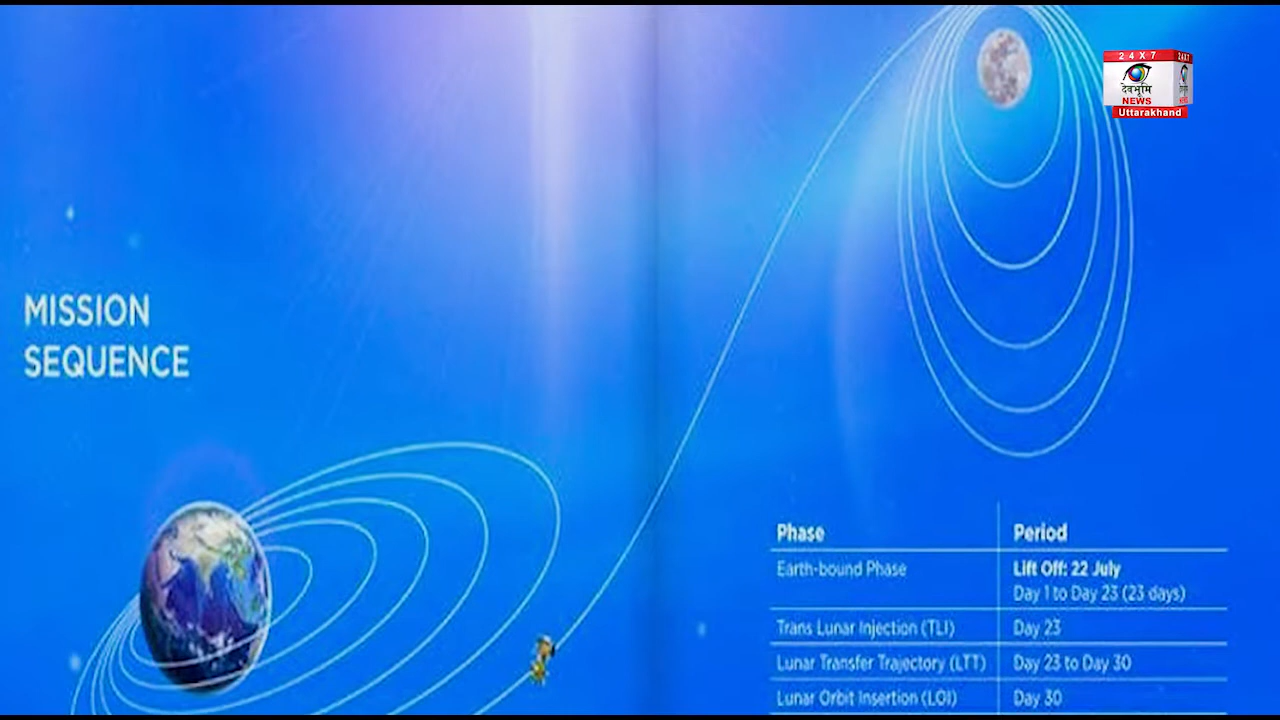 24X7
24X7
देवभूमि
NEWS
Uttarakhand
MISSION
SEQUENCE
Phase Period
Earth-bound Phase Lift Off: 22 July
Day 1 to Day 23 (23 days)
Trans Lunar Injection (TLI) Day 23
Lunar Transfer Trajectory (LTT) Day 23 to Day 30
Lunar Orbit Insertion (LOI) Day 30